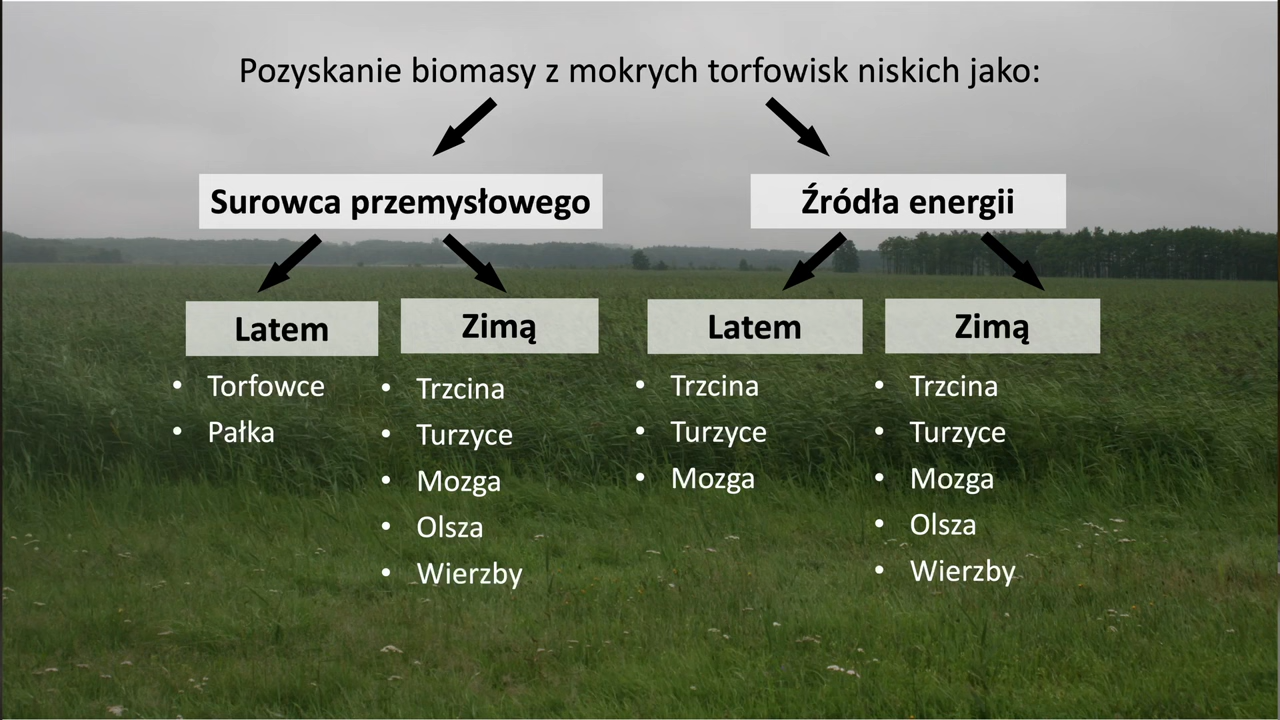 Pozyskanie biomasy z mokrych torfowisk niskich jako:
Surowca przemysłowego
Źródła energii
Latem
Zimą
Latem
Zimą
• Torfowce
• Pałka
• Trzcina
• Turzyce
• Mozga
• Olsza
• Wierzby
• Trzcina
• Turzyce
• Mozga
• Trzcina
• Turzyce
• Mozga
• Olsza
• Wierzby